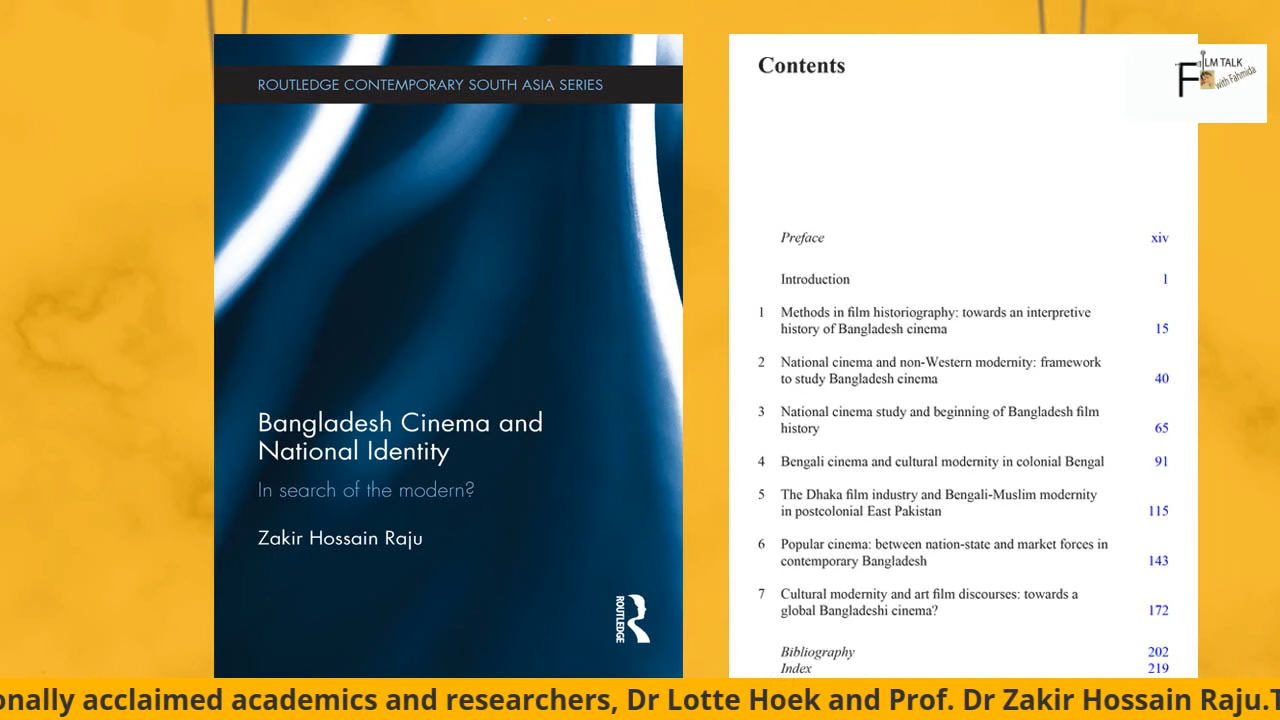 ROUTLEDGE CONTEMPORARY SOUTH ASIA SERIES
Bangladesh Cinema and
National Identity
In search of the modern?
Zakir Hossain Raju
ROUTLEDGE
Contents
Preface xiv
Introduction 1
1 Methods in film historiography: towards an interpretive
history of Bangladesh cinema 15
2 National cinema and non-Western modernity: framework
to study Bangladesh cinema 40
3 National cinema study and beginning of Bangladesh film
history 65
4 Bengali cinema and cultural modernity in colonial Bengal 91
5 The Dhaka film industry and Bengali-Muslim modernity
in postcolonial East Pakistan 115
6 Popular cinema: between nation-state and market forces in
contemporary Bangladesh 143
7 Cultural modernity and art film discourses: towards a
global Bangladeshi cinema? 172
Bibliography 202
Index 219
FILM TALK
with Fahmida
onally acclaimed academics and researchers, Dr Lotte Hoek and Prof. Dr Zakir Hossain Raju.T